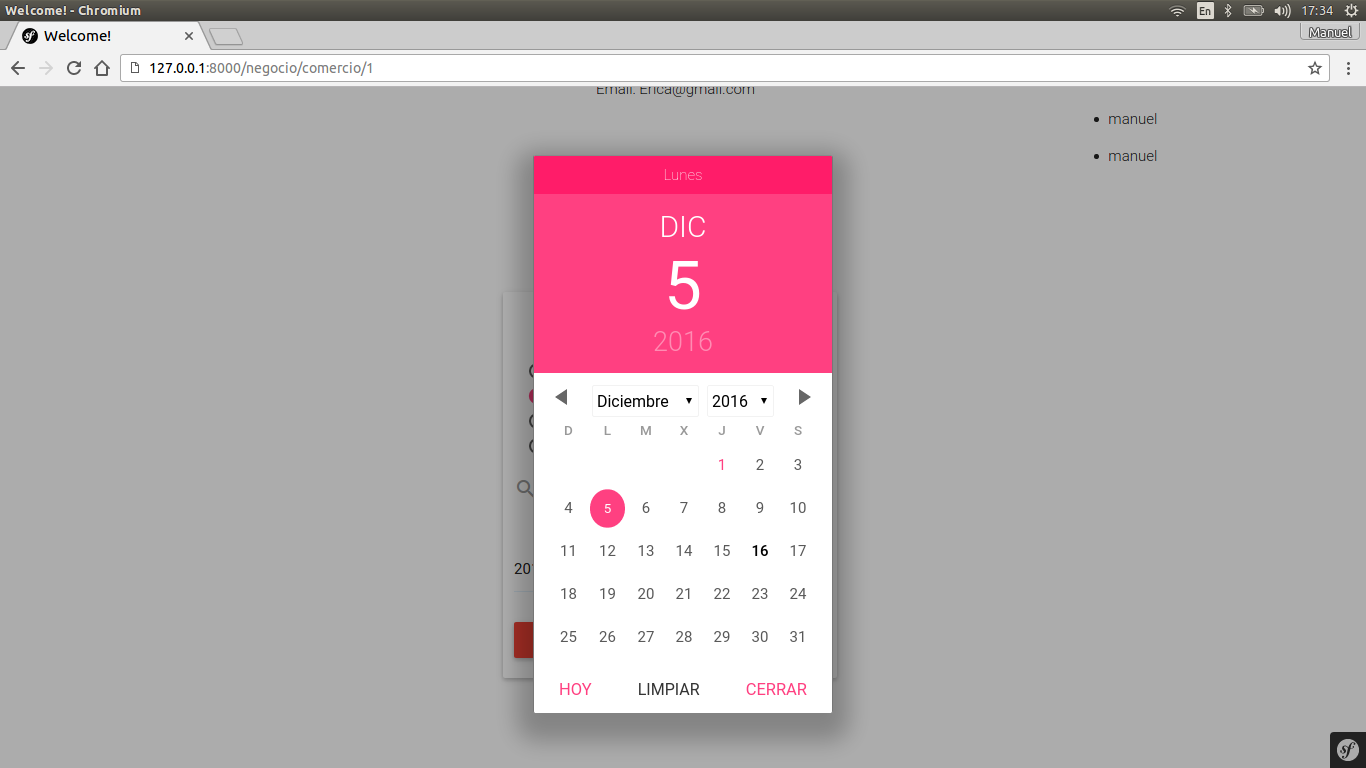 Welcome! - Chromium
En
17:34
Welcome!
Manuel
127.0.0.1:8000/negocio/comercio/1
Email: Erica@gmail.com
manuel
manuel
Lunes
DIC
5
2016
Diciembre 2016
D L M X J V S
1 2 3
4 5 6 7 8 9 10
11 12 13 14 15 16 17
18 19 20 21 22 23 24
25 26 27 28 29 30 31
HOY LIMPIAR CERRAR